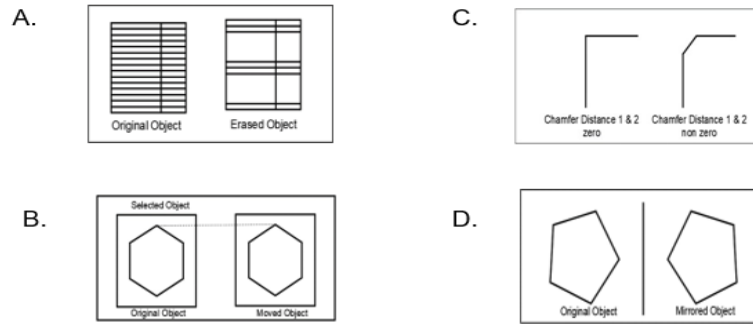 A.
Original Object
Erased Object
B.
Selected Object
Original Object
Moved Object
C.
Chamfer Distance 1 & 2
zero
Chamfer Distance 1 & 2
non zero
D.
Original Object
Mirrored Object